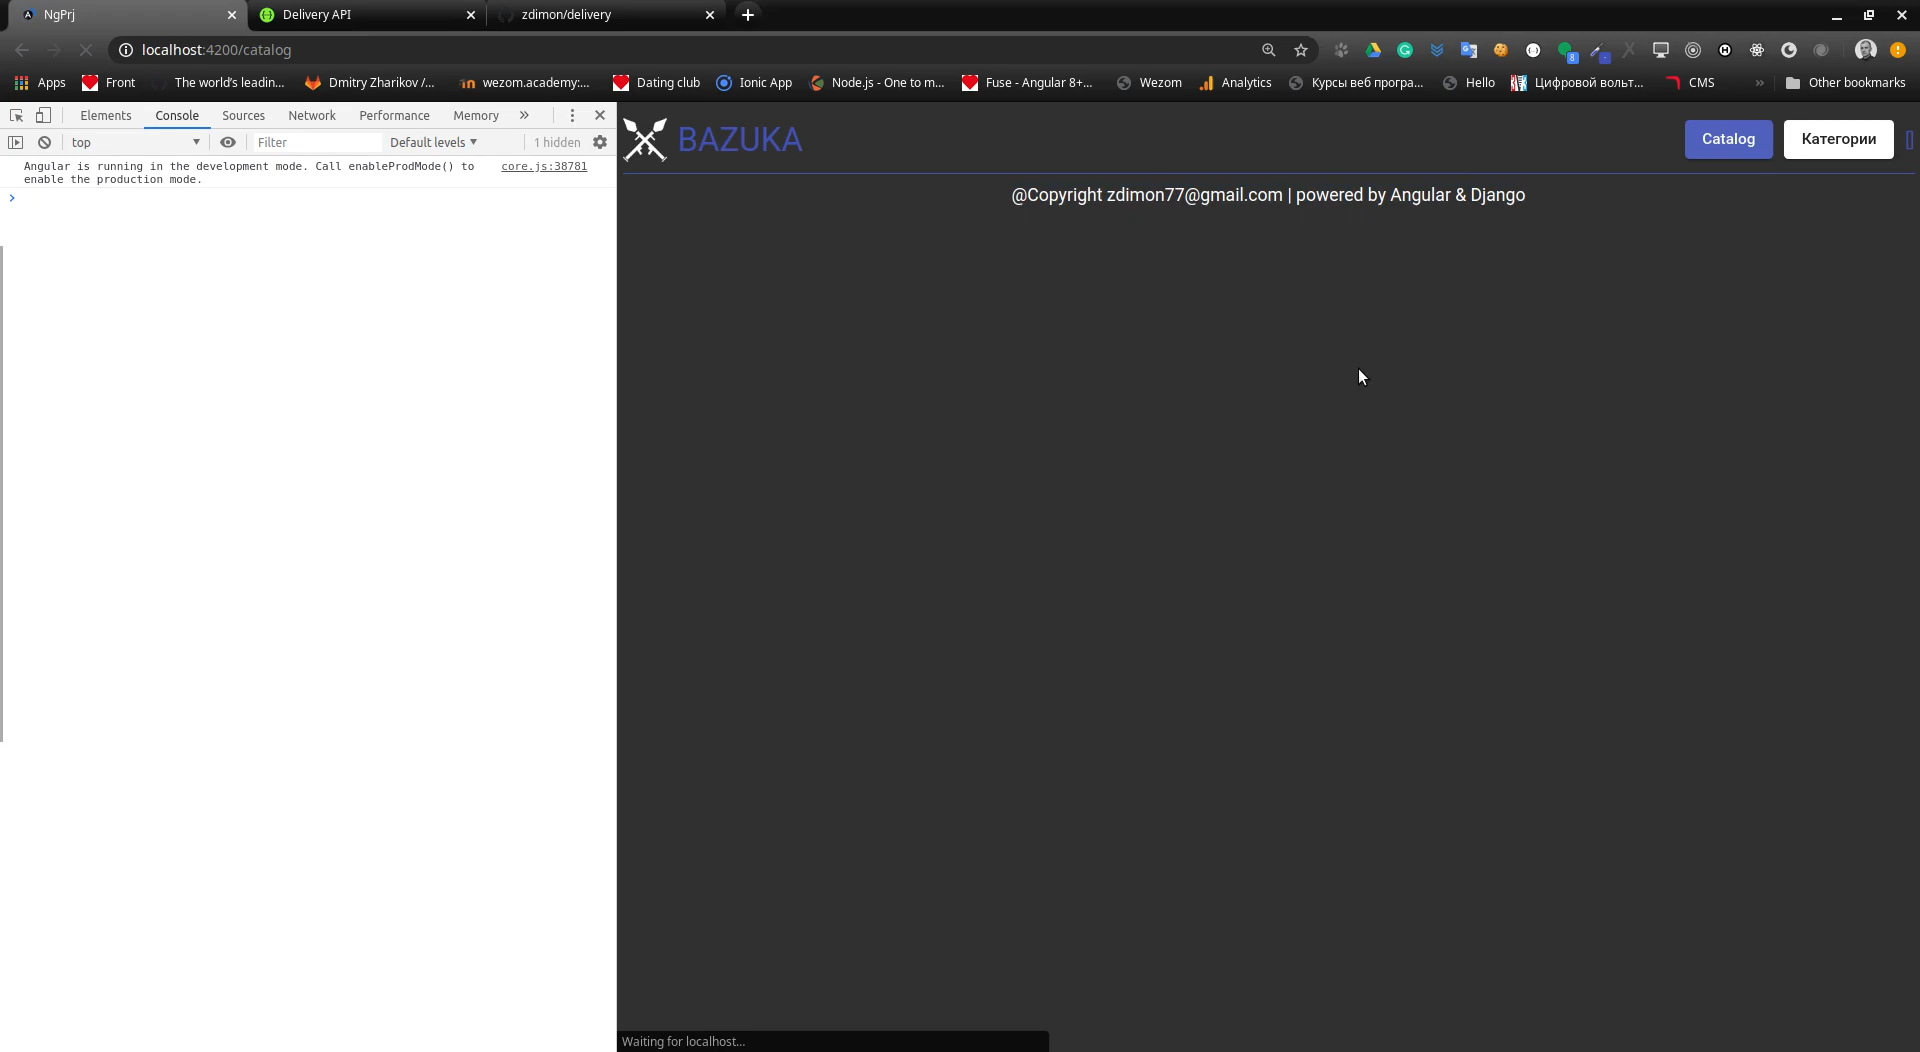 NgPrj
Delivery API
zdimon/delivery
localhost:4200/catalog
8
Apps
Front
The world's leadin...
Dmitry Zharikov /...
wezom.academy:...
Dating club
Ionic App
Node.js - One to m...
Fuse - Angular 8+...
Wezom
Analytics
Курсы веб програ...
Hello
Цифровой вольт...
CMS
»
Other bookmarks
Elements
Console
Sources
Network
Performance
Memory
»
top
Filter
Default levels
1 hidden
Angular is running in the development mode. Call enableProdMode() to
enable the production mode.
core.js:38781
BAZUKA
Catalog
Категории
@Copyright zdimon77@gmail.com | powered by Angular & Django
Waiting for localhost...